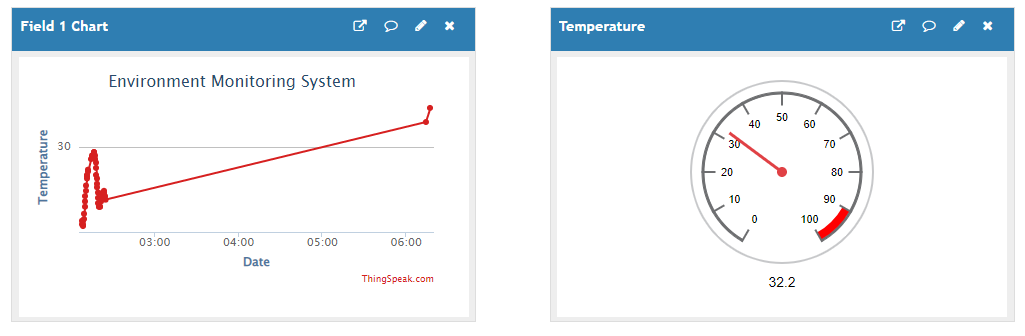 Field 1 Chart
Environment Monitoring System
Temperature
30
03:00
04:00
05:00
06:00
Date
ThingSpeak.com
Temperature
0
10
20
30
40
50
60
70
80
90
100
32.2